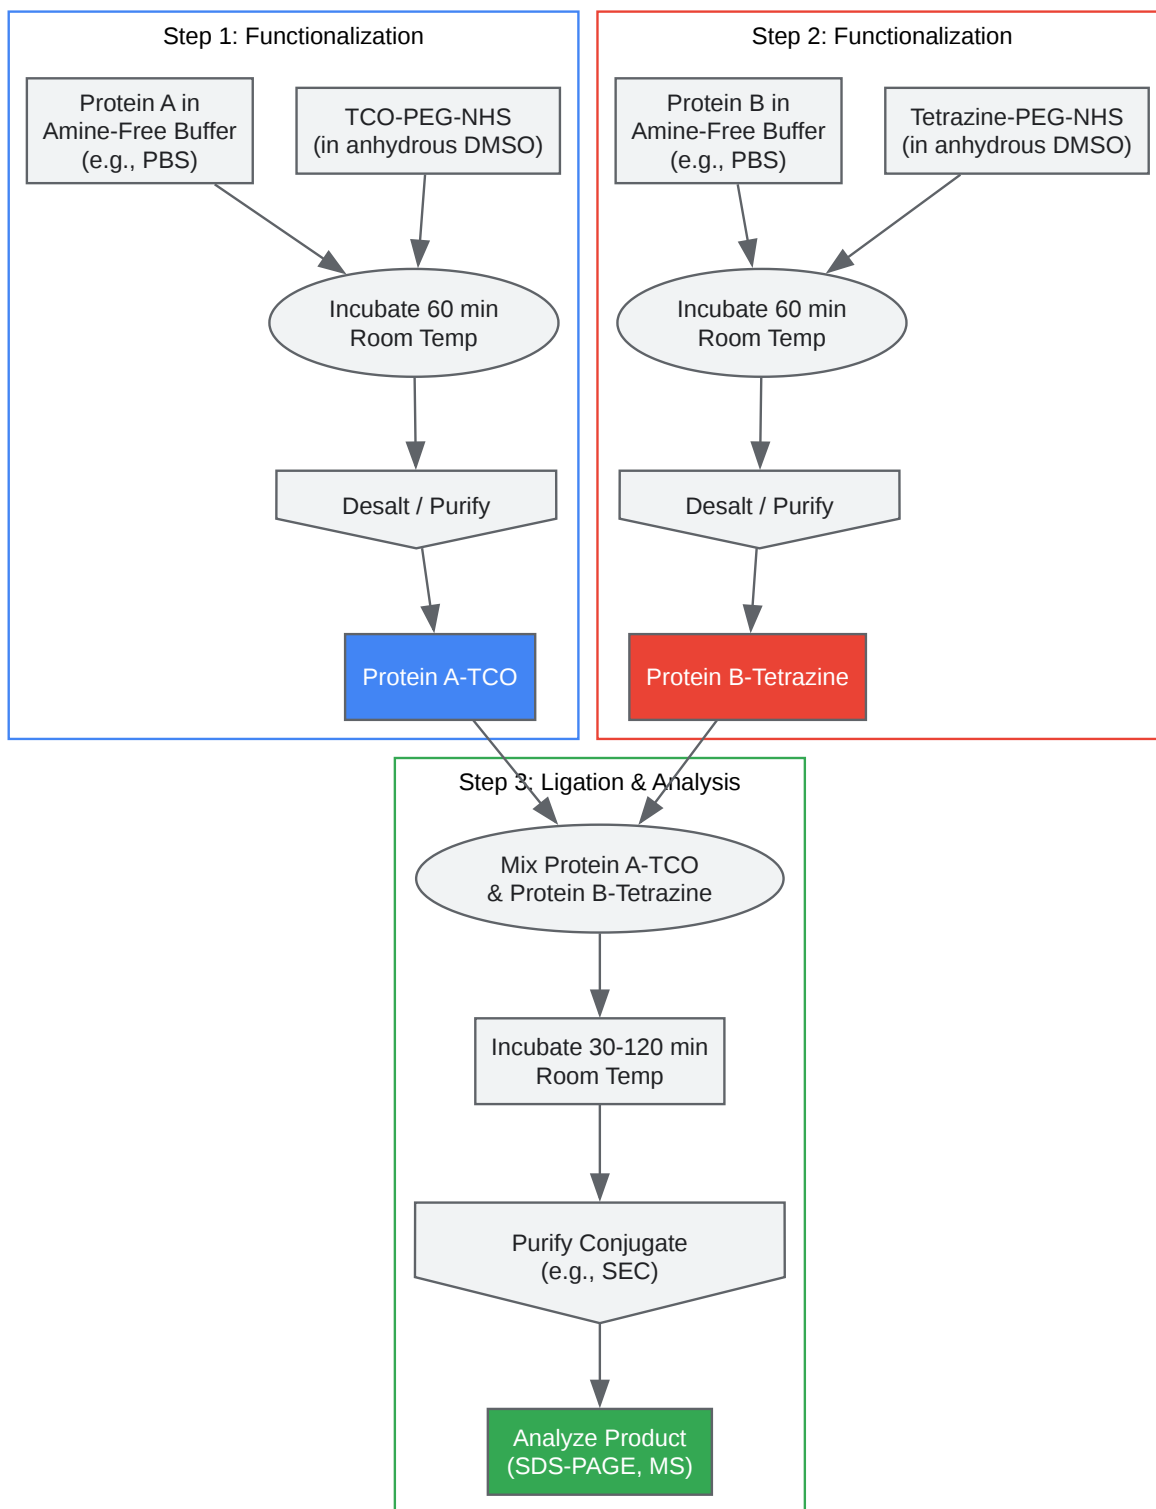 Step 1: Functionalization
Protein A in
Amine-Free Buffer
(e.g., PBS)
TCO-PEG-NHS
(in anhydrous DMSO)
Incubate 60 min
Room Temp
Desalt / Purify
Protein A-TCO
Step 2: Functionalization
Protein B in
Amine-Free Buffer
(e.g., PBS)
Tetrazine-PEG-NHS
(in anhydrous DMSO)
Incubate 60 min
Room Temp
Desalt / Purify
Protein B-Tetrazine
Step 3: Ligation & Analysis
Mix Protein A-TCO
& Protein B-Tetrazine
Incubate 30-120 min
Room Temp
Purify Conjugate
(e.g., SEC)
Analyze Product
(SDS-PAGE, MS)